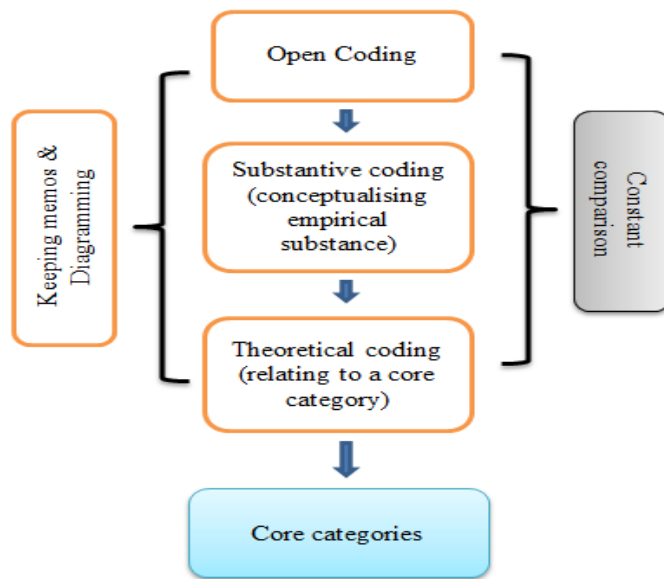 Open Coding
Keeping memos &
Diagramming
Substantive coding
(conceptualising
empirical
substance)
Constant
comparison
Theoretical coding
(relating to a core
category)
Core categories